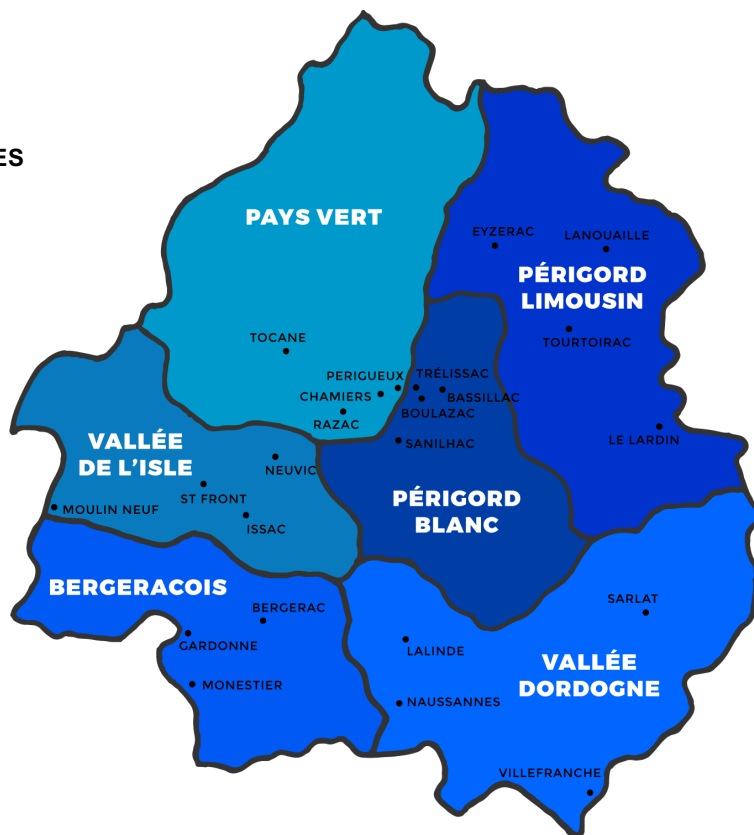 ES
PAYS VERT
EYZERAC
LANOUAILLE
PÉRIGORD
LIMOUSIN
TOCANE
TOURTOIRAC
PERIGUEUX
TRÉLISSAC
CHAMIERS
BASSILLAC
BOULAZAC
RAZAC
SANILHAC
LE LARDIN
VALLÉE
DE L'ISLE
NEUVIC
ST FRONT
MOULIN NEUF
ISSAC
PÉRIGORD
BLANC
BERGERACOIS
BERGERAC
GARDONNE
MONESTIER
SARLAT
LALINDE
VALLÉE
DORDOGNE
NAUSSANNES
VILLEFRANCHE